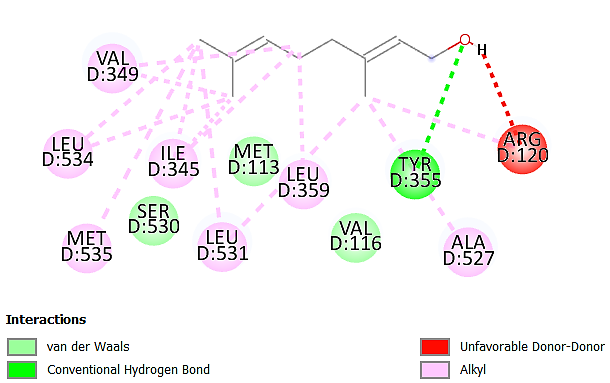 O
H
VAL
D:349
LEU
D:534
ILE
D:345
MET
D:113
LEU
D:359
TYR
D:355
ARG
D:120
SER
D:530
MET
D:535
LEU
D:531
VAL
D:116
ALA
D:527
Interactions
van der Waals
Conventional Hydrogen Bond
Unfavorable Donor-Donor
Alkyl